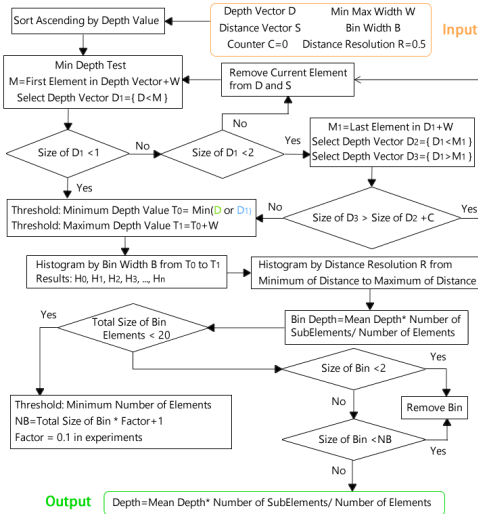 Depth Vector D Min Max Width W
Distance Vector S Bin Width B
Counter C=0 Distance Resolution R=0.5
Input
Sort Ascending by Depth Value
Min Depth Test
M=First Element in Depth Vector+W
Select Depth Vector D1={ D<M }
Remove Current Element
from D and S
No
Size of D1 <1
No
Size of D1 <2
Yes
M1=Last Element in D1+W
Select Depth Vector D2={ D1<M1 }
Select Depth Vector D3={ D1>M1 }
Yes
Threshold: Minimum Depth Value T0= Min(D or D1)
Threshold: Maximum Depth Value T1=T0+W
No
Size of D3 > Size of D2 +C
Yes
Histogram by Bin Width B from T0 to T1
Results: H0, H1, H2, H3, ..., Hn
Histogram by Distance Resolution R from
Minimum of Distance to Maximum of Distance
Yes
Total Size of Bin
Elements < 20
Bin Depth=Mean Depth* Number of
SubElements/ Number of Elements
Size of Bin <2
Yes
Threshold: Minimum Number of Elements
NB=Total Size of Bin * Factor+1
Factor = 0.1 in experiments
No
Remove Bin
Size of Bin <NB
Yes
No
Output
Depth=Mean Depth* Number of SubElements/ Number of Elements